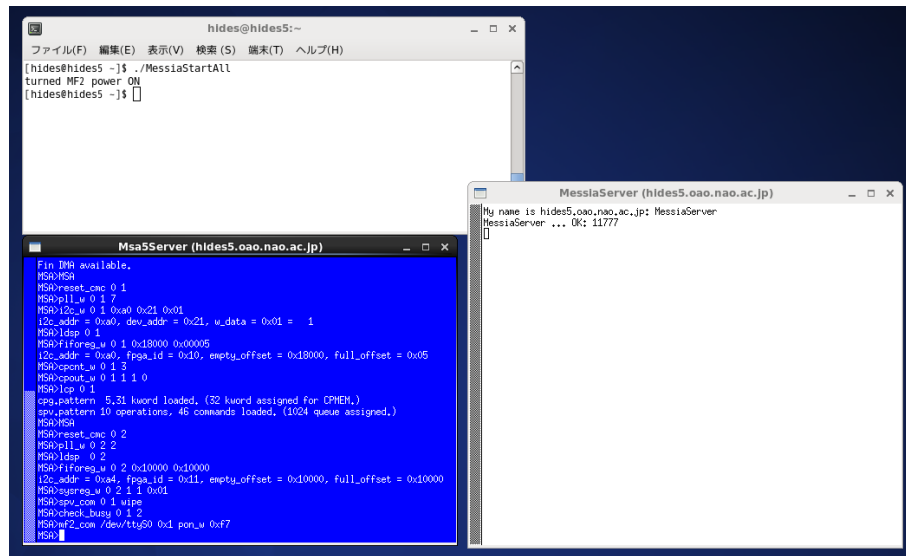 hides@hides5:~
ファイル(F) 編集(E) 表示(V) 検索(S) 端末(T) ヘルプ(H)
[hides@hides5 ~]$ ./MessiaStartAll
turned MF2 power ON
[hides@hides5 ~]$
Msa5Server (hides5.oao.nao.ac.jp)
Fin DMA available.
MSA>MSA
MSA>reset_cmc 0 1
MSA>pll_w 0 1 7
MSA>i2c_w 0 1 0xa0 0x21 0x01
i2c_addr = 0xa0, dev_addr = 0x21, w_data = 0x01 =   1
MSA>ldsp 0 1
MSA>fiforeg_w 0 1 0x18000 0x00005
i2c_addr = 0xa0, fpga_id = 0x10, empty_offset = 0x18000, full_offset = 0x05
MSA>cpcnt_w 0 1 3
MSA>cpout_w 0 1 1 1 0
MSA>lcp 0 1
cpg.pattern  5.31 kword loaded. (32 kword assigned for CPMEM.)
spv.pattern 10 operations, 46 commands loaded. (1024 queue assigned.)
MSA>MSA
MSA>reset_cmc 0 2
MSA>pll_w 0 2 2
MSA>ldsp  0 2
MSA>fiforeg_w 0 2 0x10000 0x10000
i2c_addr = 0xa4, fpga_id = 0x11, empty_offset = 0x10000, full_offset = 0x10000
MSA>sysreg_w 0 2 1 1 0x01
MSA>spv_com 0 1 wipe
MSA>check_busy 0 1 2
MSA>mf2_com /dev/ttyS0 0x1 pon_w 0xf7
MSA>
MessiaServer (hides5.oao.nao.ac.jp)
My name is hides5.oao.nao.ac.jp: MessiaServer
MessiaServer ... OK: 11777